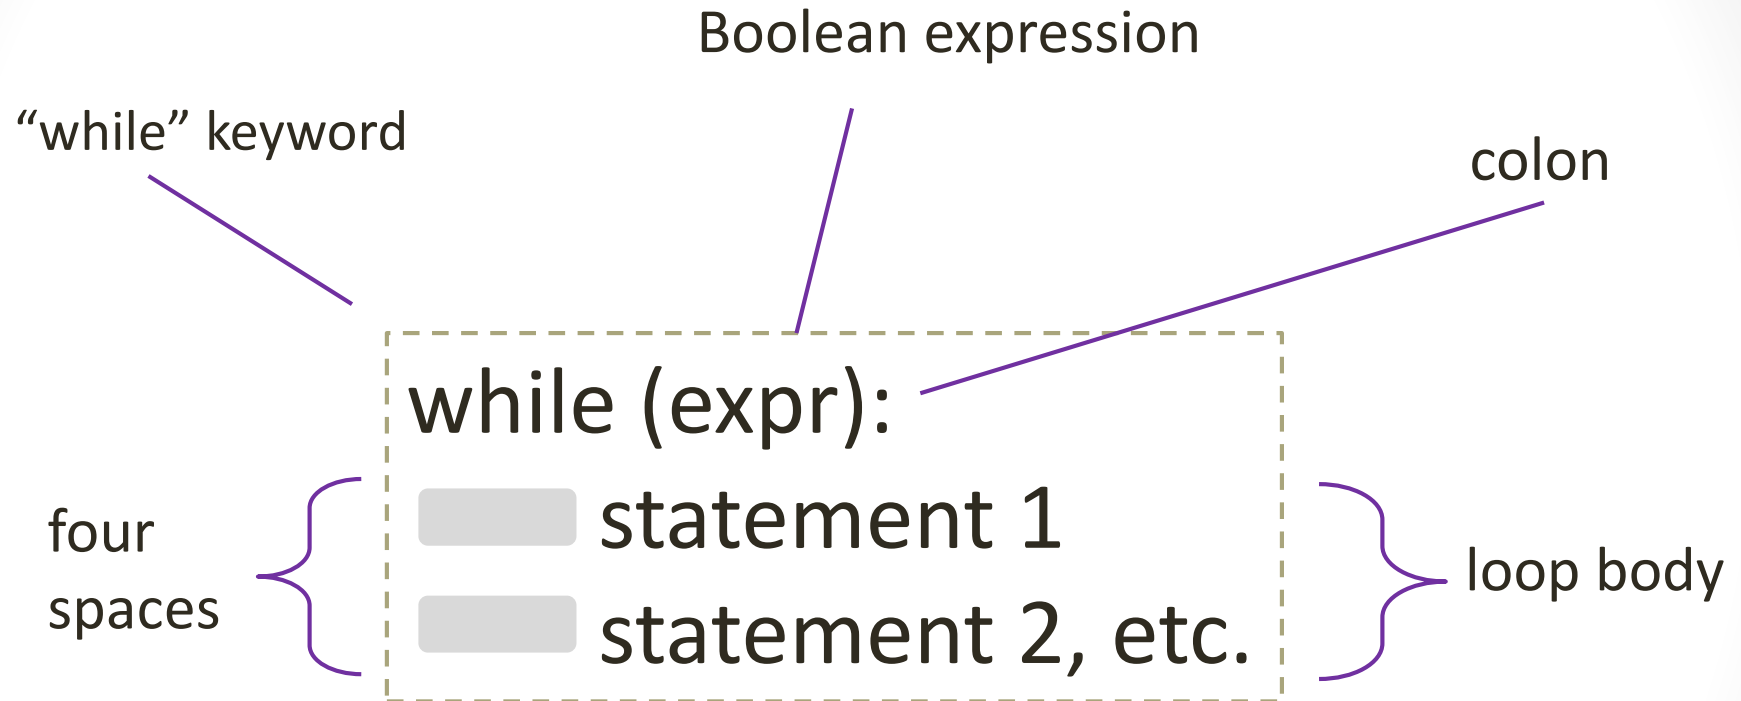 Boolean expression
“while” keyword
colon
while (expr):
four
spaces
statement 1
statement 2, etc.
loop body